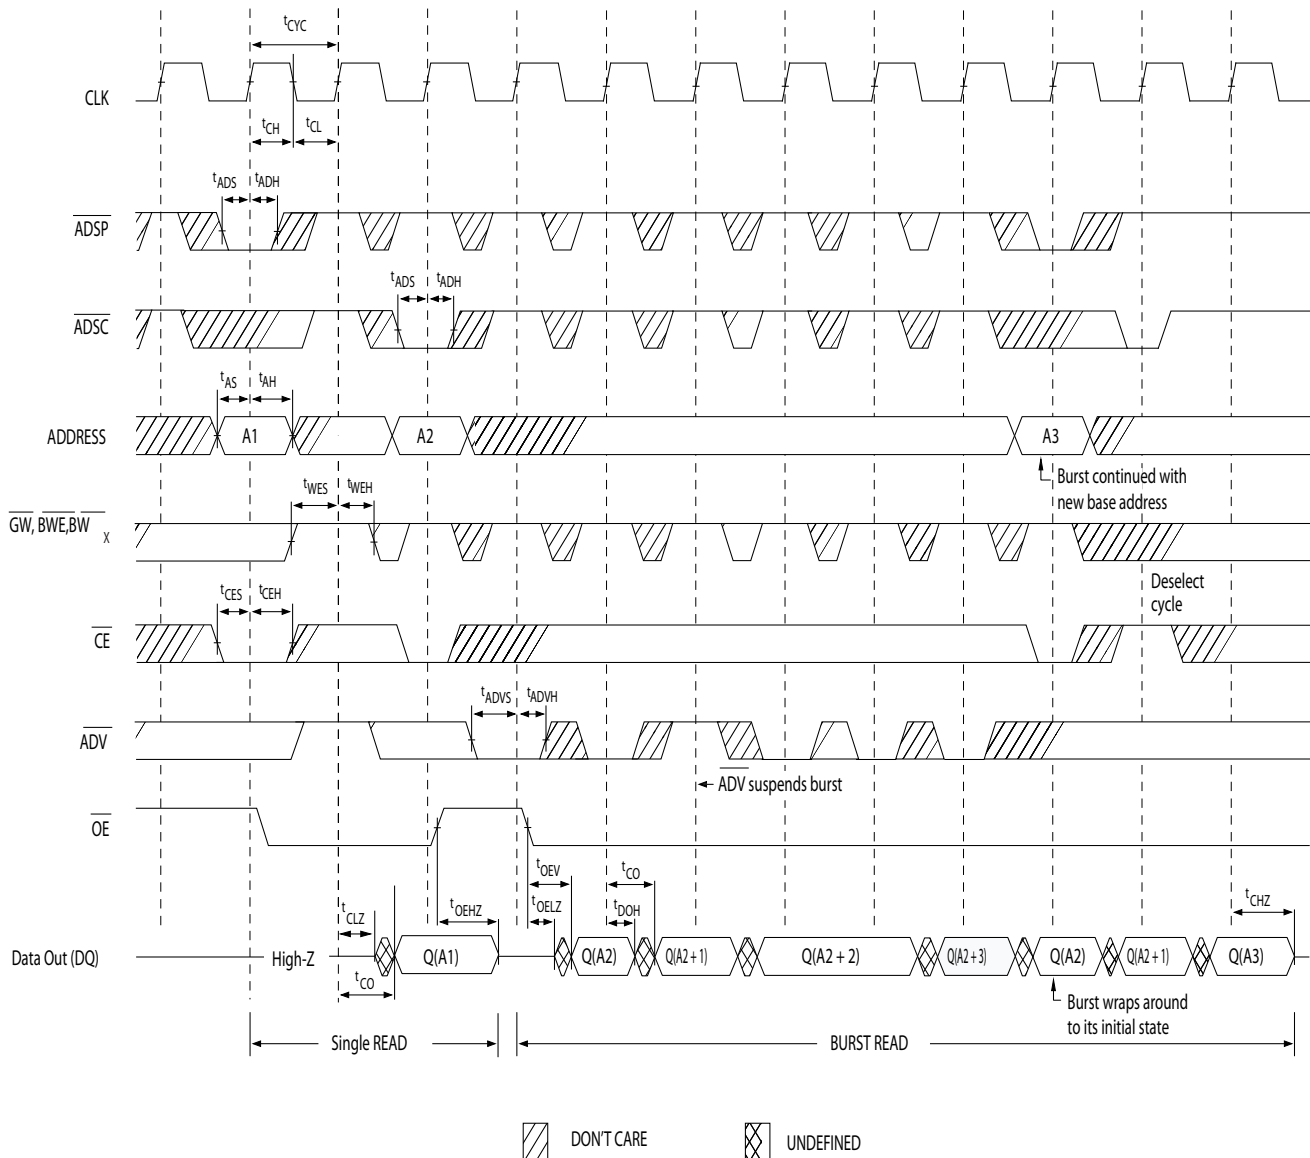 tCYC
CLK
tCH
tCL
tADS
tADH
ADSP
tADS
tADH
ADSC
tAS
tAH
ADDRESS
A1
A2
A3
Burst continued with
new base address
tWES
tWEH
GW, BWE,BW X
Deselect
cycle
tCES
tCEH
CE
tADVS
tADVH
ADV
ADV suspends burst
OE
tOEV
tCO
tCLZ
tOEHZ
tOELZ
tDOH
tCHZ
Data Out (DQ)
High-Z
Q(A1)
Q(A2)
Q(A2 + 1)
Q(A2 + 2)
Q(A2 + 3)
Q(A2)
Q(A2 + 1)
Q(A3)
tCO
Burst wraps around
to its initial state
Single READ
BURST READ
DON'T CARE
UNDEFINED